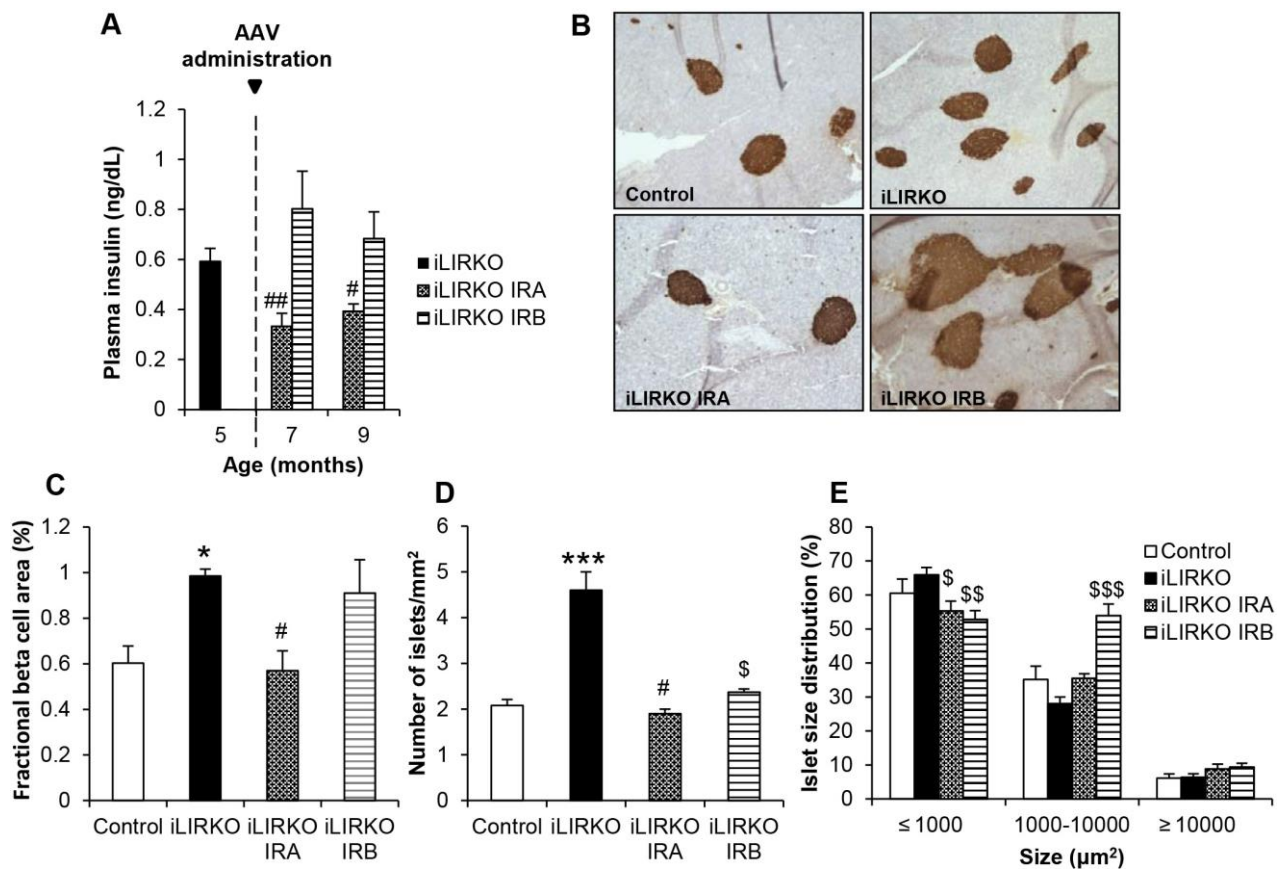 A
AAV
administration
1.2
1
0.8
0.6
0.4
0.2
0
Plasma insulin (ng/dL)
##
#
5
7
9
Age (months)
iLIRKO
iLIRKO IRA
iLIRKO IRB
B
Control
iLIRKO
iLIRKO IRA
iLIRKO IRB
C
1.2
1
0.8
0.6
0.4
0.2
0
Fractional beta cell area (%)
*
#
Control
iLIRKO
iLIRKO
IRA
iLIRKO
IRB
D
6
5
4
3
2
1
0
Number of islets/mm²
***
#
$
Control
iLIRKO
iLIRKO
IRA
iLIRKO
IRB
E
80
70
60
50
40
30
20
10
0
Islet size distribution (%)
$
$$
$$$
Control
iLIRKO
iLIRKO IRA
iLIRKO IRB
≤ 1000
1000-10000
≥ 10000
Size (µm²)